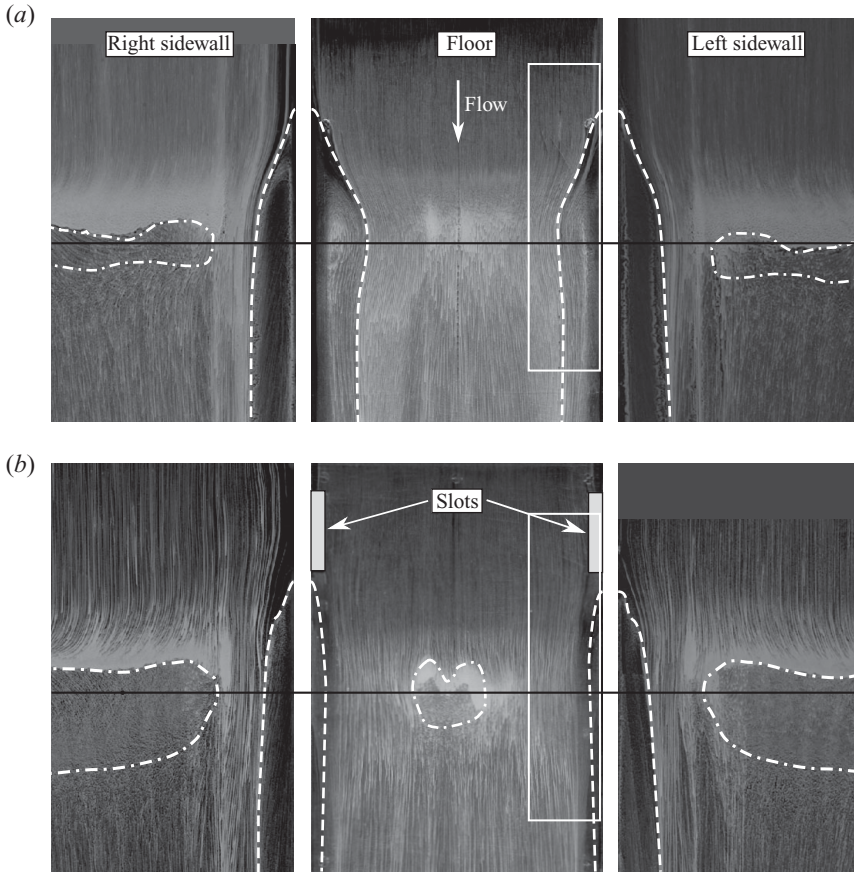 (a)
Right sidewall
Floor
Left sidewall
Flow
(b)
Slots